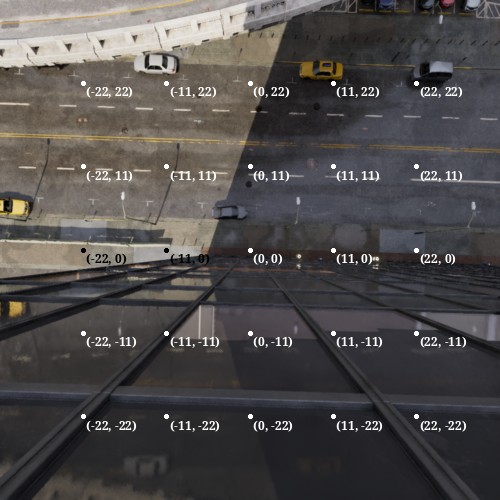 (-22, 22) (-11, 22) (0, 22) (11, 22) (22, 22)
(-22, 11) (-11, 11) (0, 11) (11, 11) (22, 11)
(-22, 0) (-11, 0) (0, 0) (11, 0) (22, 0)
(-22, -11) (-11, -11) (0, -11) (11, -11) (22, -11)
(-22, -22) (-11, -22) (0, -22) (11, -22) (22, -22)